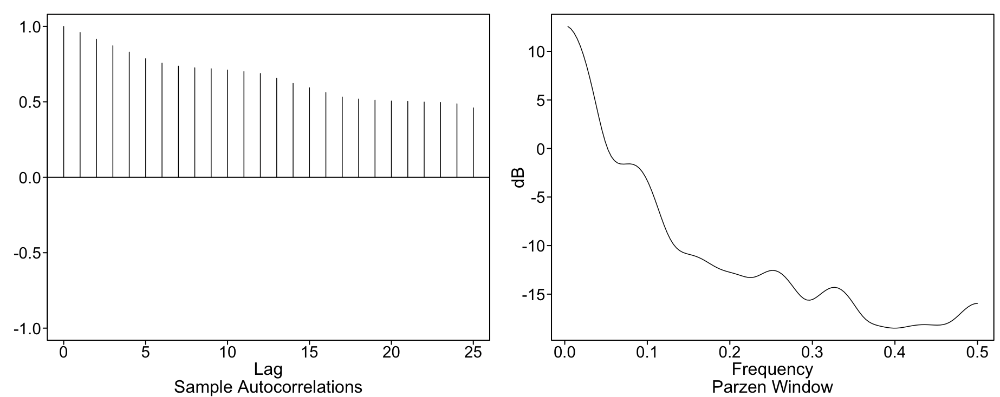 1.0
0.5
0.0
-0.5
-1.0
0 5 10 15 20 25
Lag
Sample Autocorrelations
dB
10
5
0
-5
-10
-15
0.0 0.1 0.2 0.3 0.4 0.5
Frequency
Parzen Window